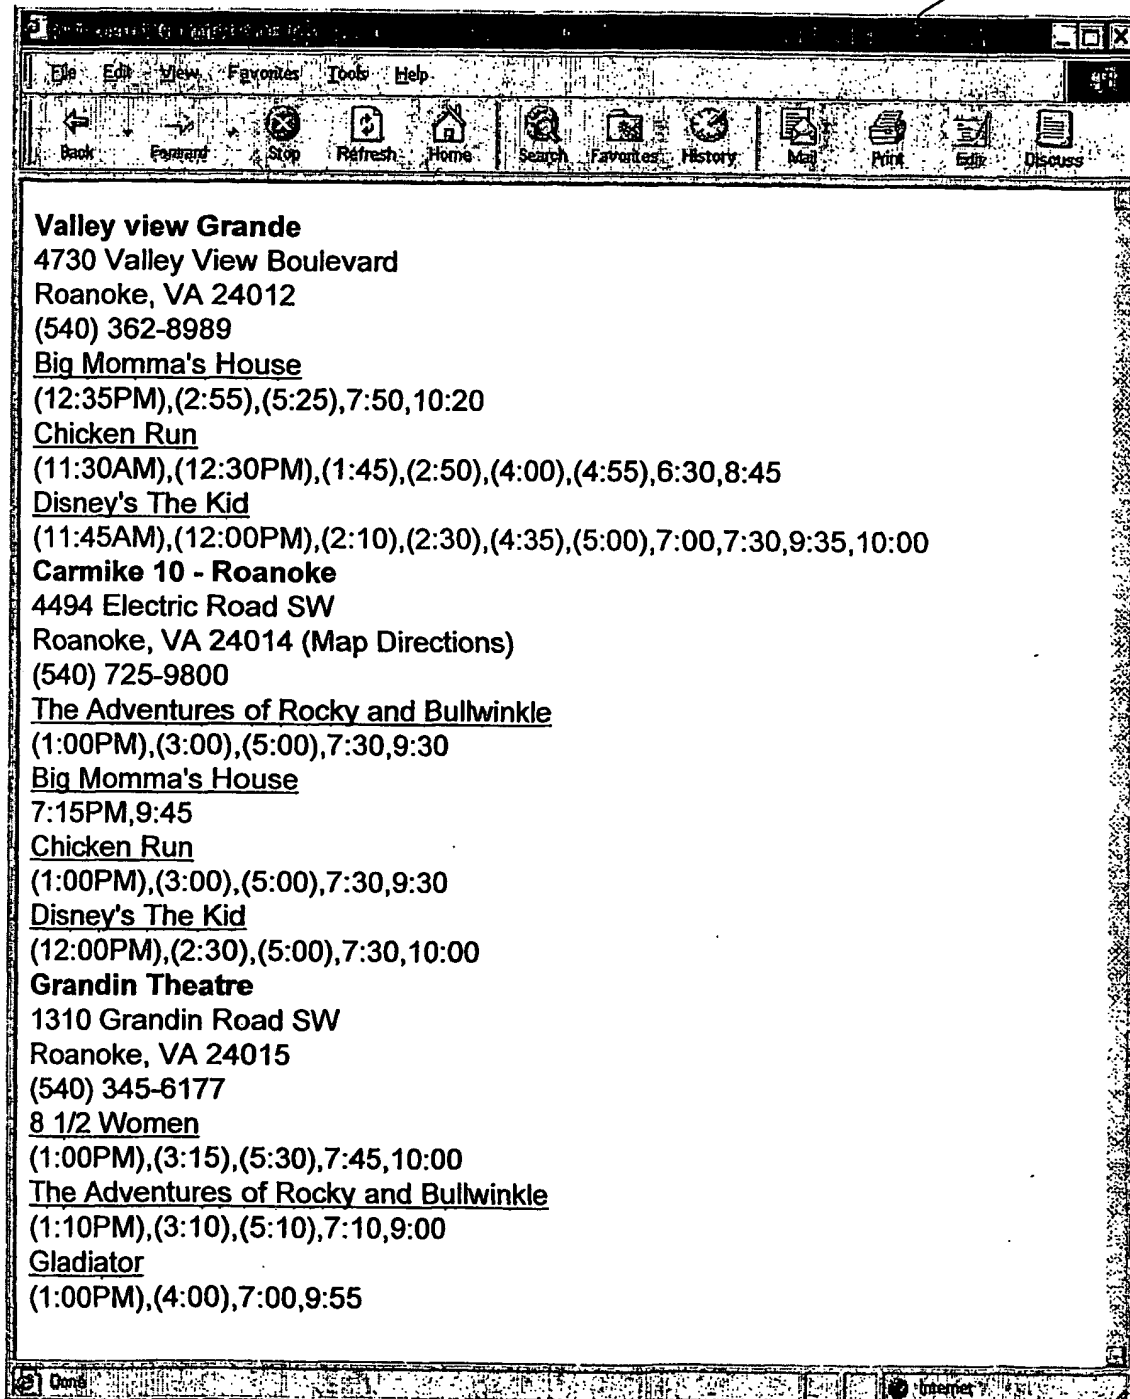 File Edit View Favorites Tools Help
Back Forward Stop Refresh Home Search Favorites History Mail Print Edit Discuss
Valley view Grande
4730 Valley View Boulevard
Roanoke, VA 24012
(540) 362-8989
Big Momma's House
(12:35PM),(2:55),(5:25),7:50,10:20
Chicken Run
(11:30AM),(12:30PM),(1:45),(2:50),(4:00),(4:55),6:30,8:45
Disney's The Kid
(11:45AM),(12:00PM),(2:10),(2:30),(4:35),(5:00),7:00,7:30,9:35,10:00
Carmike 10 - Roanoke
4494 Electric Road SW
Roanoke, VA 24014 (Map Directions)
(540) 725-9800
The Adventures of Rocky and Bullwinkle
(1:00PM),(3:00),(5:00),7:30,9:30
Big Momma's House
7:15PM,9:45
Chicken Run
(1:00PM),(3:00),(5:00),7:30,9:30
Disney's The Kid
(12:00PM),(2:30),(5:00),7:30,10:00
Grandin Theatre
1310 Grandin Road SW
Roanoke, VA 24015
(540) 345-6177
8 1/2 Women
(1:00PM),(3:15),(5:30),7:45,10:00
The Adventures of Rocky and Bullwinkle
(1:10PM),(3:10),(5:10),7:10,9:00
Gladiator
(1:00PM),(4:00),7:00,9:55
Done Internet